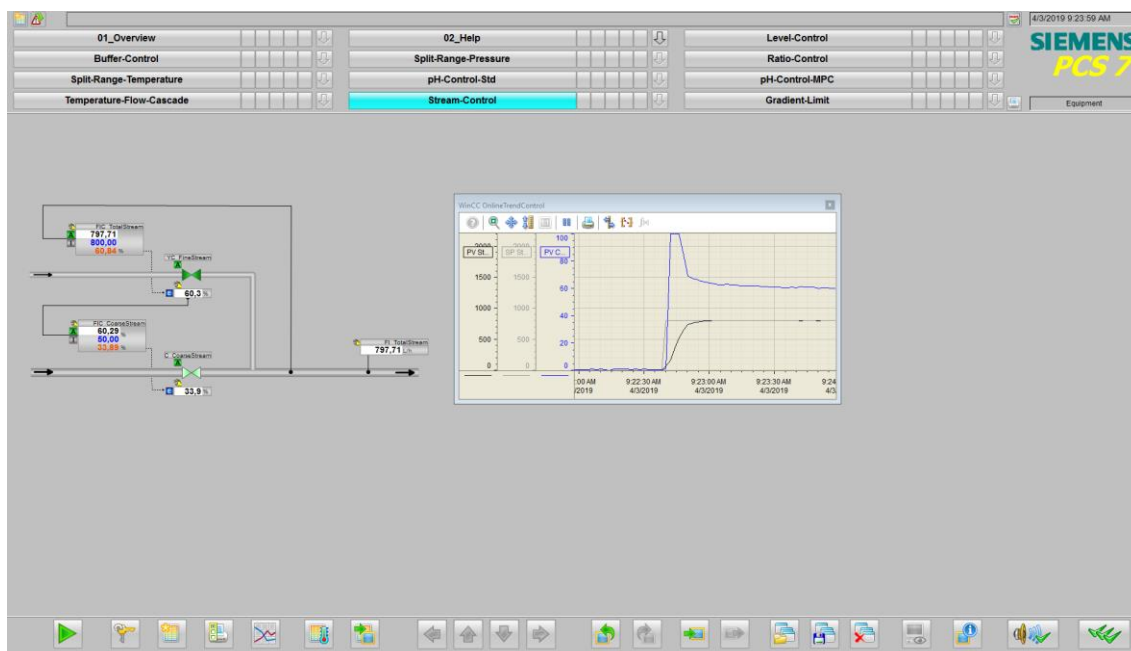 4/3/2019 9:23:59 AM
01_Overview
02_Help
Level-Control
SIEMENS
Buffer-Control
Split-Range-Pressure
Ratio-Control
PCS 7
Split-Range-Temperature
pH-Control-Std
pH-Control-MPC
Temperature-Flow-Cascade
Stream-Control
Gradient-Limit
Equipment
WinCC OnlineTrendControl
FIC_TotalStream
797,71
800,00
60,84 %
YC_FineStream
60,3 %
FIC_CoarseStream
60,29 %
50,00
33,89 %
C_CoarseStream
33,9 %
FI_TotalStream
797,71
PV St...
SP St...
PV C...
2000
2000
100
80
1500
1500
60
1000
1000
40
500
500
20
0
0
0
:00 AM
9:22:30 AM
9:23:00 AM
9:23:30 AM
9:24
/2019
4/3/2019
4/3/2019
4/3/2019
4/3